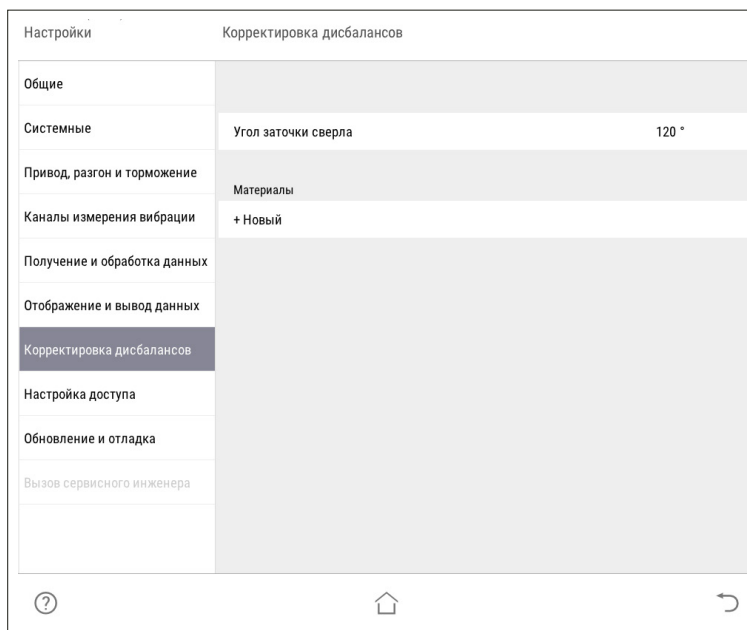 Настройки
Корректировка дисбалансов
Общие
Системные
Привод, разгон и торможение
Каналы измерения вибрации
Получение и обработка данных
Отображение и вывод данных
Корректировка дисбалансов
Настройка доступа
Обновление и отладка
Вызов сервисного инженера
Угол заточки сверла 120 °
Материалы
+ Новый
?